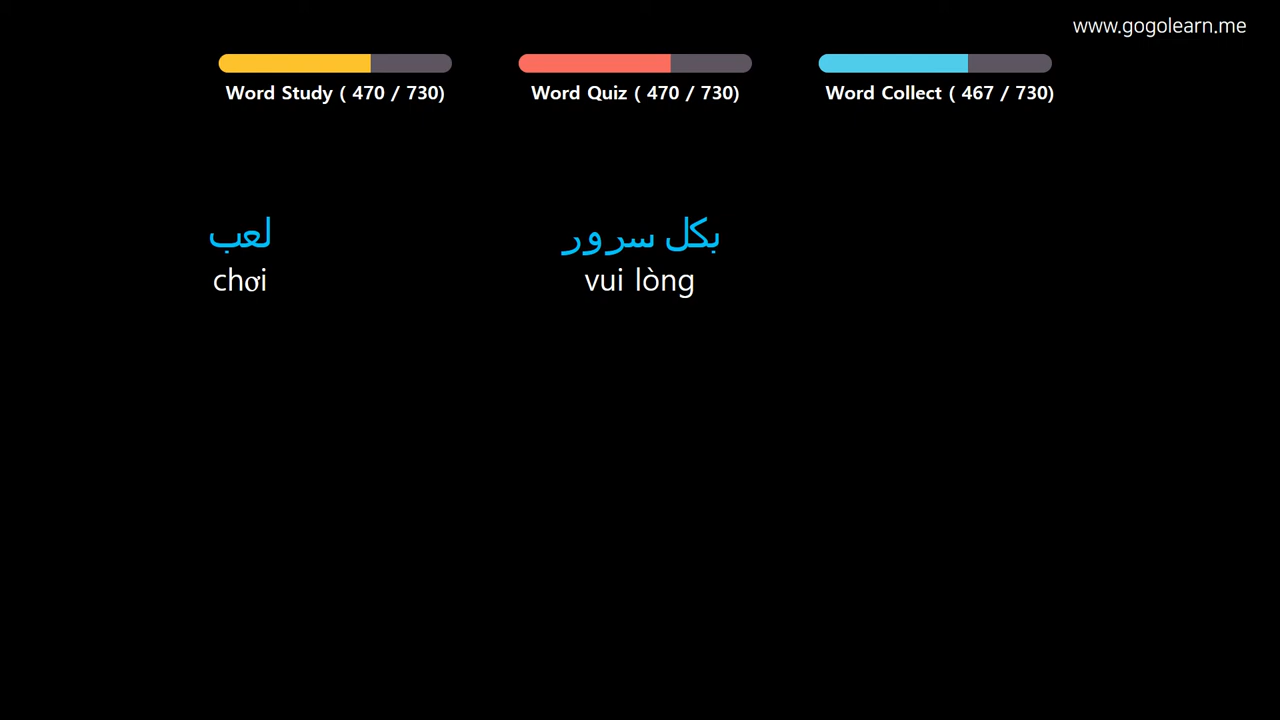 www.gogolearn.me
Word Study ( 470 / 730)
Word Quiz ( 470 / 730)
Word Collect ( 467 / 730)
لعب
chơi
بكل سرور
vui lòng